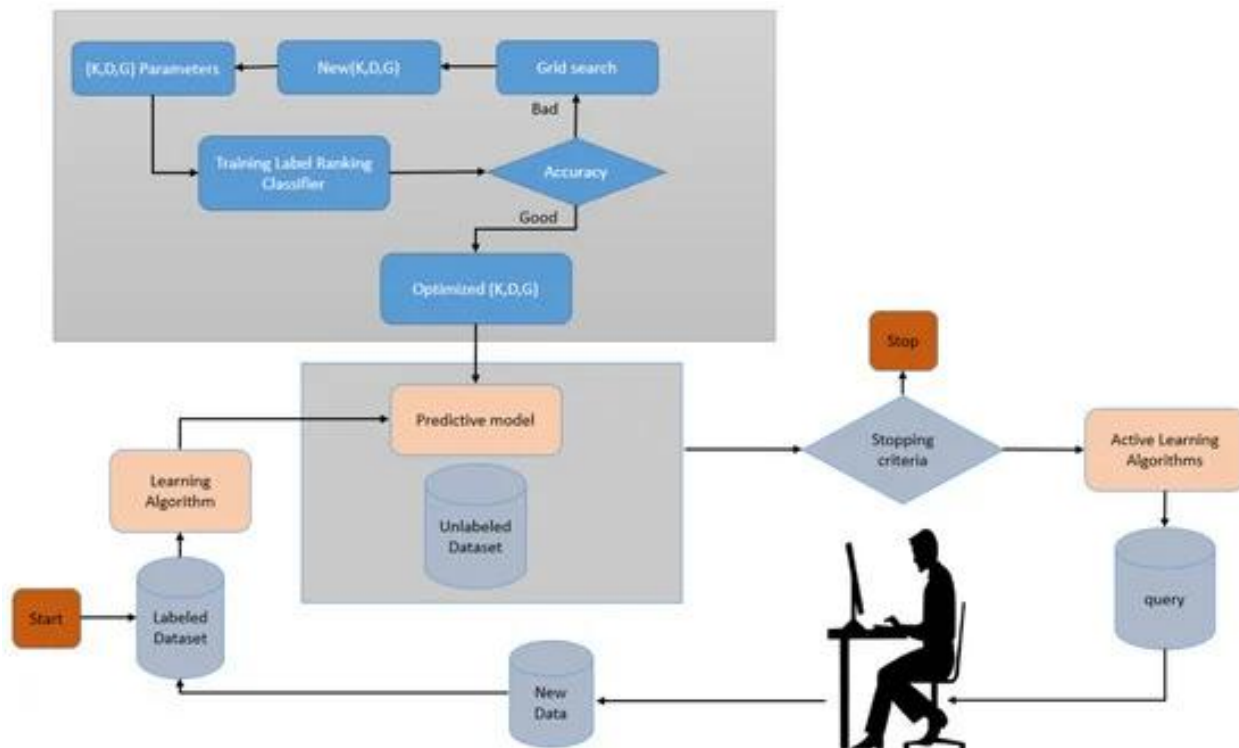 (K,D,G) Parameters
New(K,D,G)
Grid search
Bad
Training Label Ranking
Classifier
Accuracy
Good
Optimized (K,D,G)
Stop
Predictive model
Stopping
criteria
Active Learning
Algorithms
Learning
Algorithm
Unlabeled
Dataset
Start
Labeled
Dataset
query
New
Data